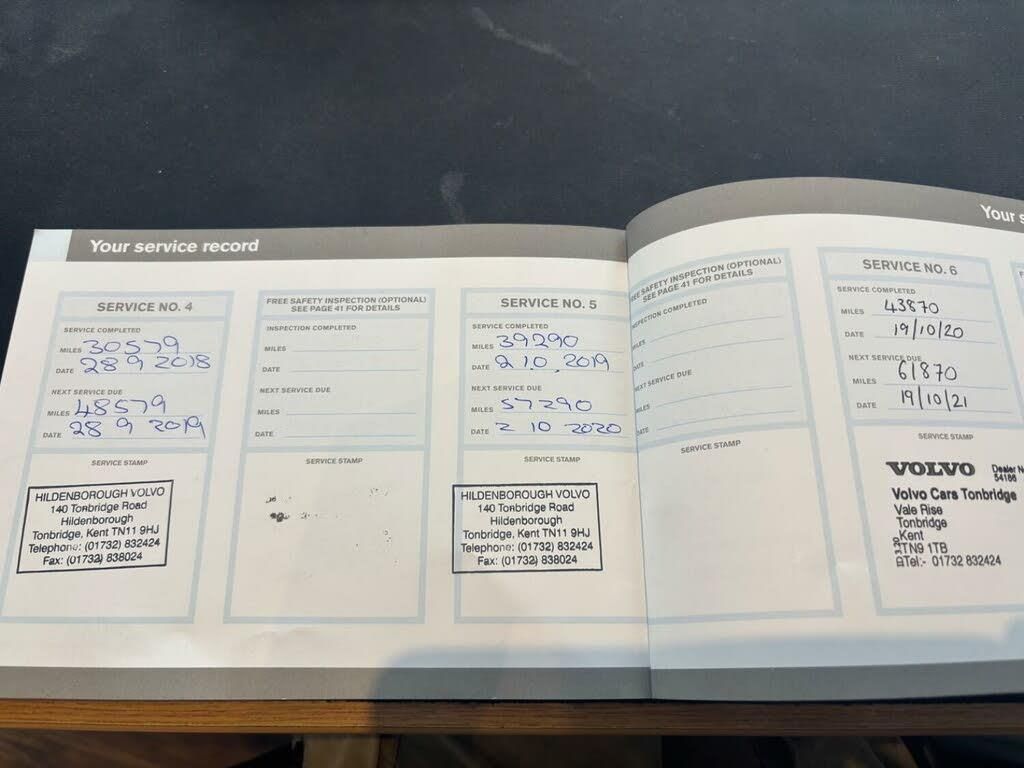 Your service record
SERVICE NO. 4
SERVICE COMPLETED
MILES 30579
DATE 28 9 2018
NEXT SERVICE DUE
MILES 48579
DATE 28 9 2019
SERVICE STAMP
HILDENBOROUGH VOLVO
140 Tonbridge Road
Hildenborough
Tonbridge, Kent TN11 9HJ
Telephone: (01732) 832424
Fax: (01732) 838024
FREE SAFETY INSPECTION (OPTIONAL)
SEE PAGE 41 FOR DETAILS
INSPECTION COMPLETED
MILES
DATE
NEXT SERVICE DUE
MILES
DATE
SERVICE STAMP
SERVICE NO. 5
SERVICE COMPLETED
MILES 39290
DATE 2 10.2019
NEXT SERVICE DUE
MILES 57290
DATE 2 10 2020
SERVICE STAMP
HILDENBOROUGH VOLVO
140 Tonbridge Road
Hildenborough
Tonbridge, Kent TN11 9HJ
Telephone: (01732) 832424
Fax: (01732) 838024
Your
EE SAFETY INSPECTION (OPTIONAL)
SEE PAGE 41 FOR DETAILS
SPECTION COMPLETED
MILES
DATE
NEXT SERVICE DUE
MILES
DATE
SERVICE STAMP
SERVICE NO. 6
SERVICE COMPLETED
MILES 43870
DATE 19/10/20
NEXT SERVICE DUE
MILES 61870
DATE 19/10/21
SERVICE STAMP
VOLVO
Dealer N
54186
Volvo Cars Tonbridge
Vale Rise
Tonbridge
Kent
TN9 1TB
Tel:- 01732 832424